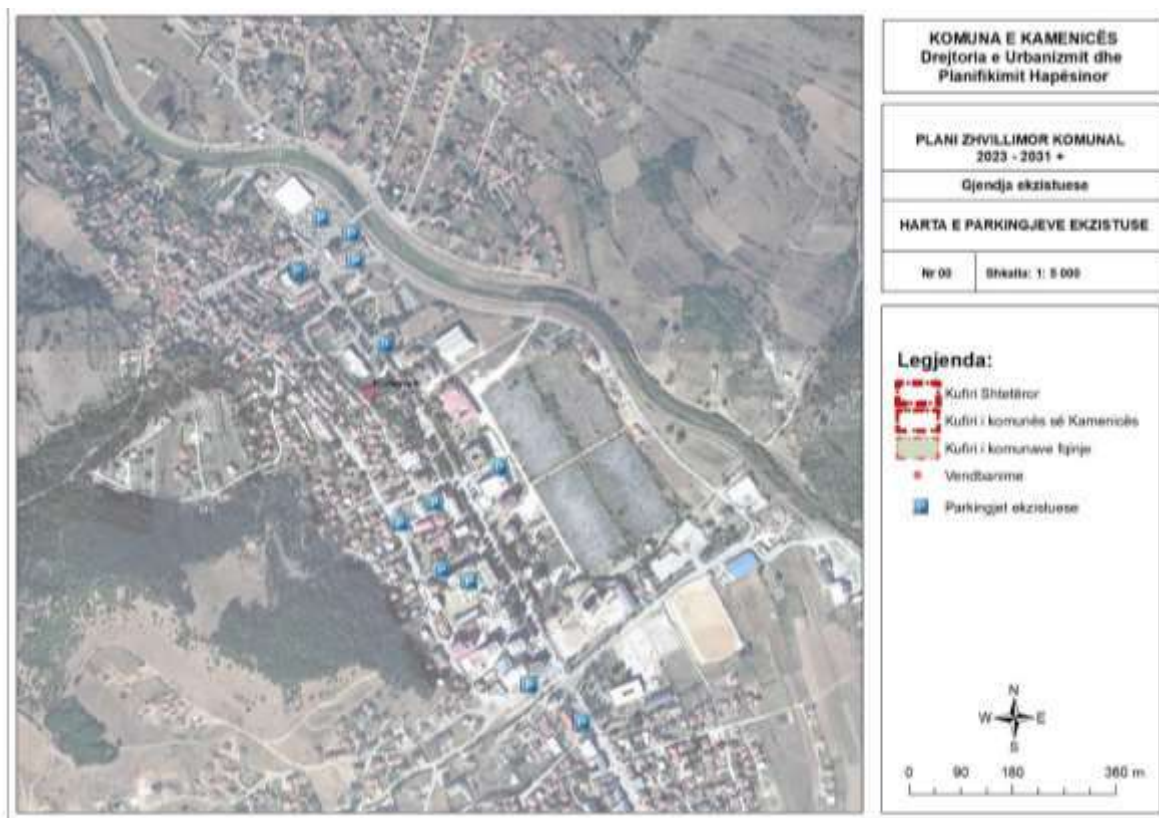 KOMUNA E KAMENICËS
Drejtoria e Urbanizmit dhe
Planifikimit Hapësinor
PLANI ZHVILLIMOR KOMUNAL
2023 - 2031 +
Gjendja ekzistuese
HARTA E PARKINGJEVE EKZISTUSE
Nr 00
Shkalla: 1: 5 000
Legjenda:
Kufiri Shtetëror
Kufiri i komunës së Kamenicës
Kufiri i komunave fqinje
Vendbanime
P
Parkingjet ekzistuese
N
W
E
S
0 90 180 360 m